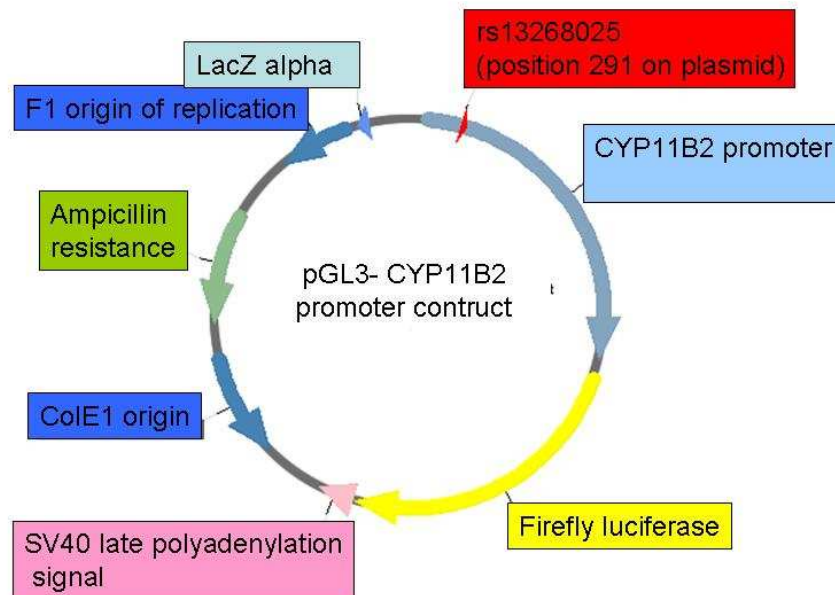 rs13268025
(position 291 on plasmid)
LacZ alpha
F1 origin of replication
CYP11B2 promoter
Ampicillin
resistance
pGL3- CYP11B2
promoter contruct
t
ColE1 origin
Firefly luciferase
SV40 late polyadenylation
signal